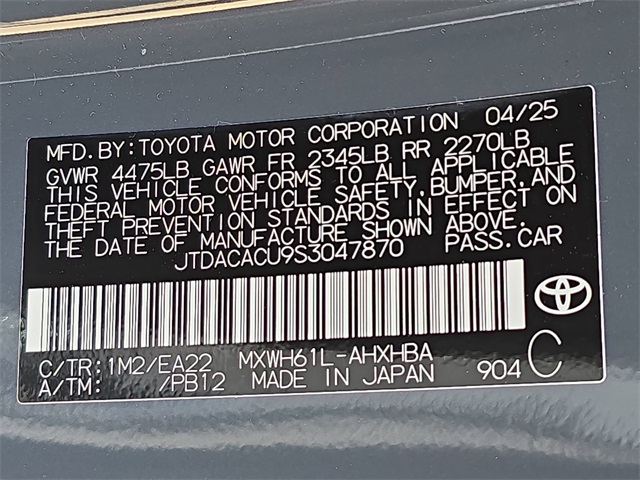 MFD. BY: TOYOTA MOTOR CORPORATION 04/25
GVWR 4475LB GAWR FR 2345LB RR 2270LB
THIS VEHICLE CONFORMS TO ALL APPLICABLE
FEDERAL MOTOR VEHICLE SAFETY, BUMPER, AND
THEFT PREVENTION STANDARDS IN EFFECT ON
THE DATE OF MANUFACTURE SHOWN ABOVE.
JTDACACU9S3047870 PASS. CAR
C/TR: 1M2/EA22 MXWH61L-AHXHBA
A/TM: /PB12 MADE IN JAPAN 904 C